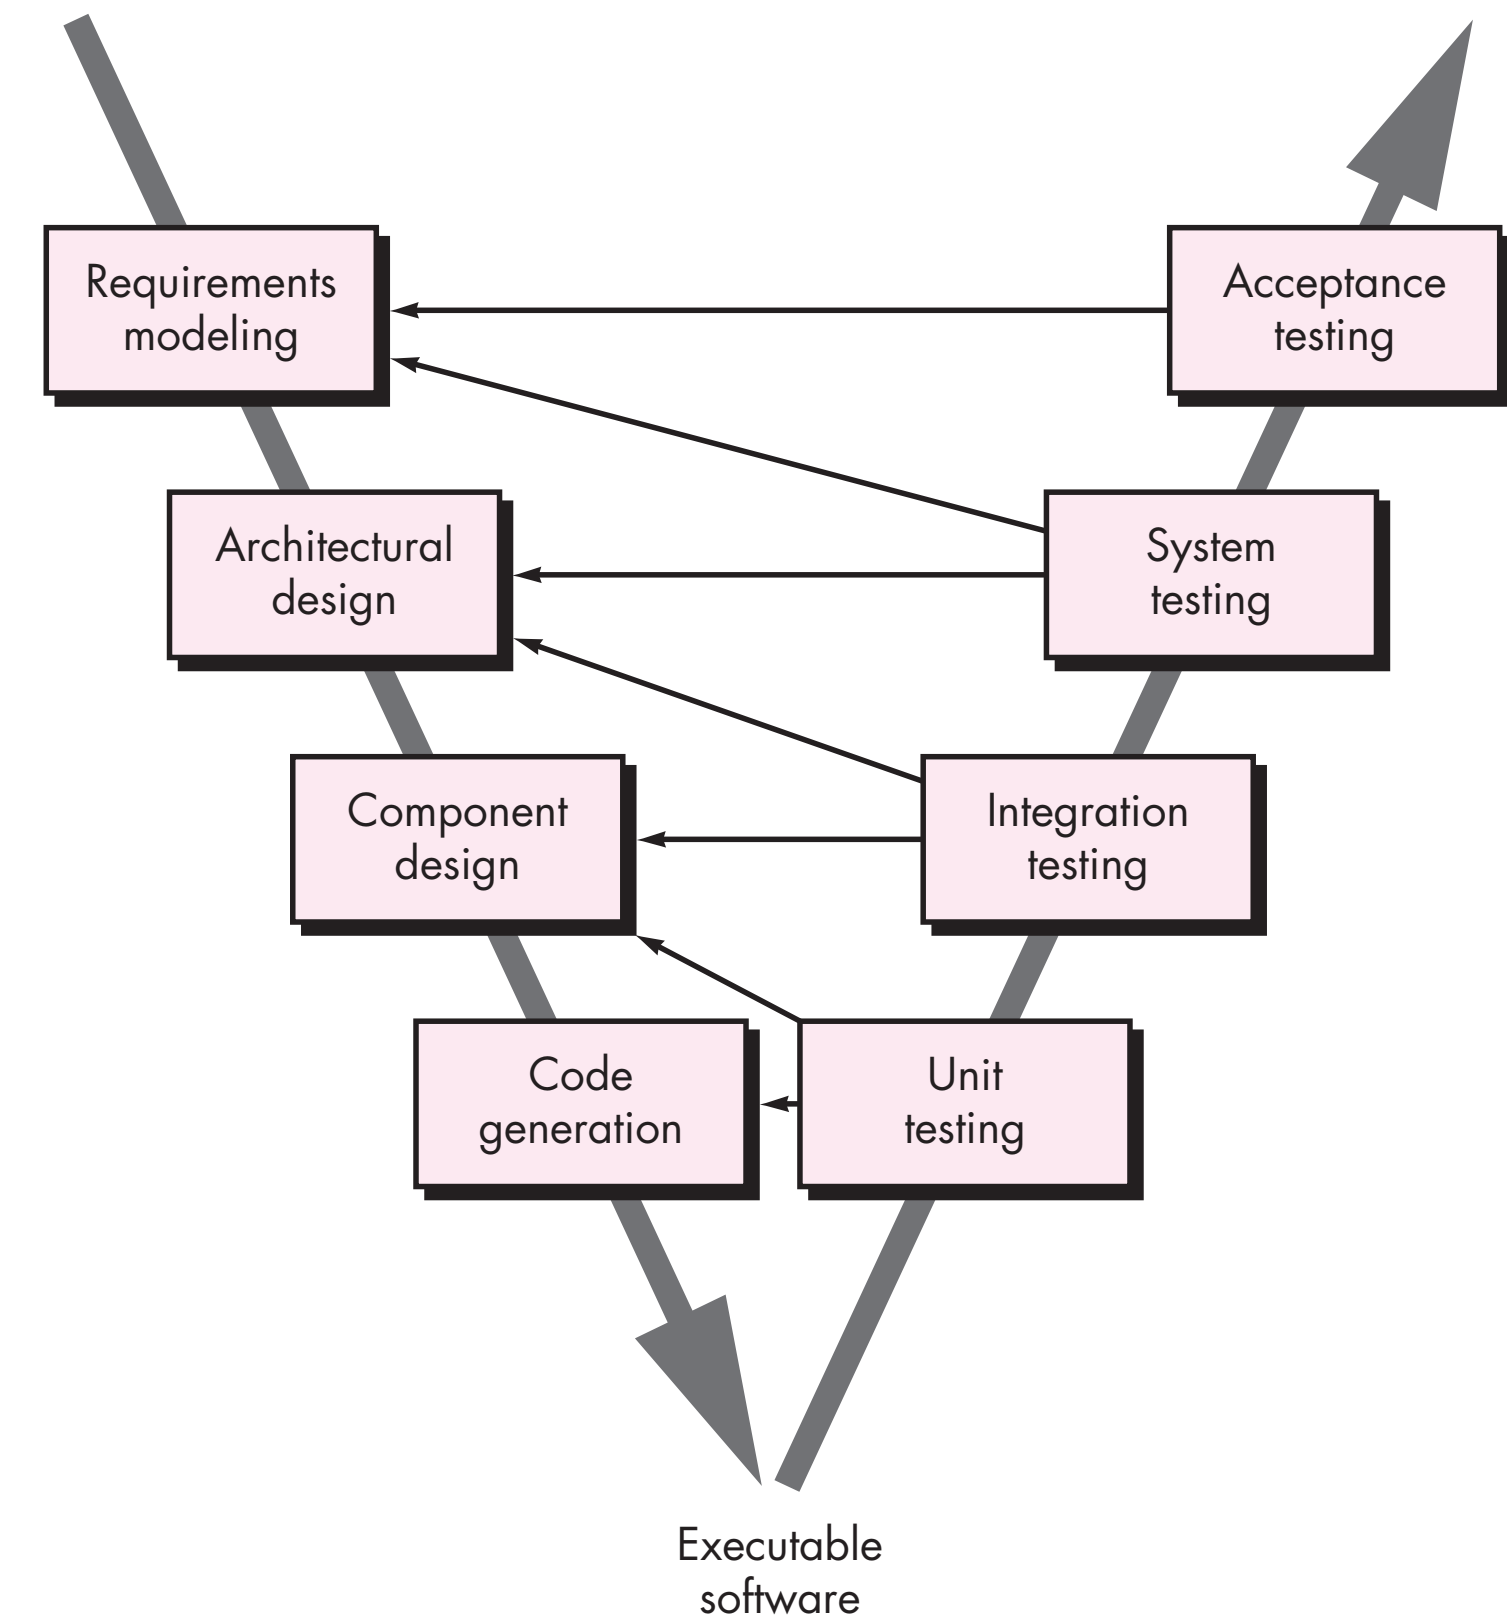 Requirements
modeling
Acceptance
testing
Architectural
design
System
testing
Component
design
Integration
testing
Code
generation
Unit
testing
Executable
software